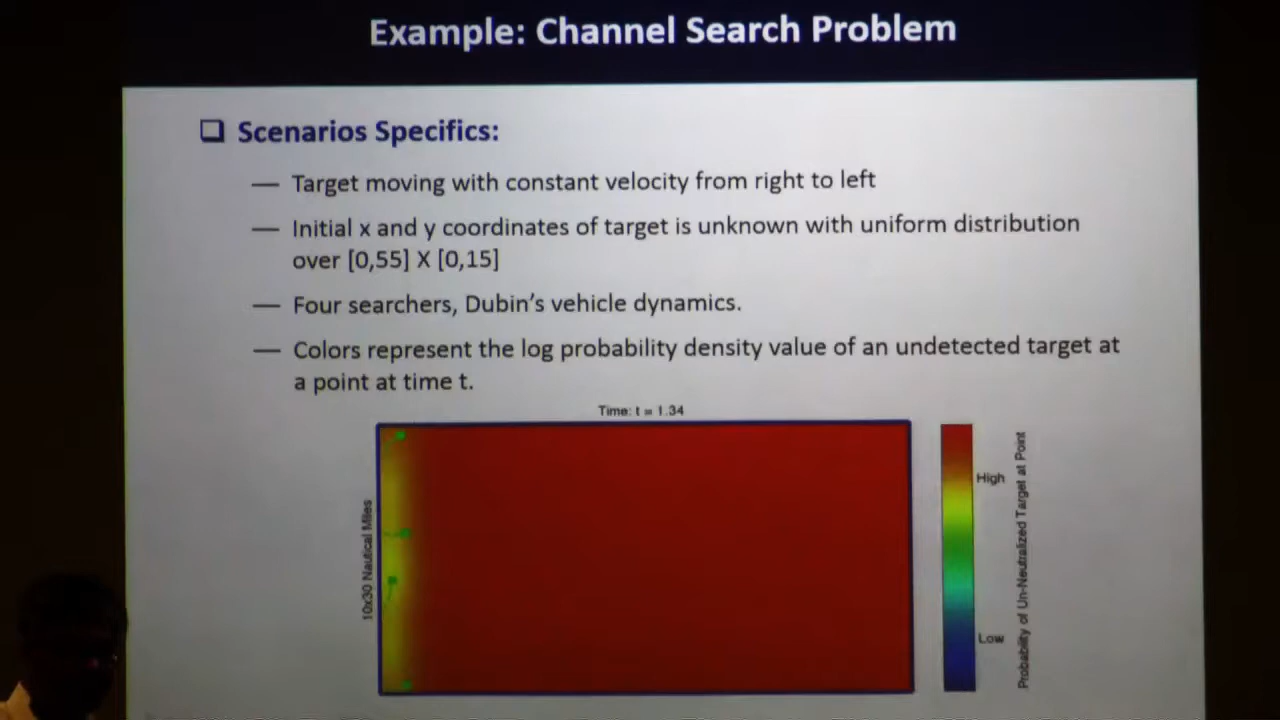 Example: Channel Search Problem
❑ Scenarios Specifics:
— Target moving with constant velocity from right to left
— Initial x and y coordinates of target is unknown with uniform distribution
over [0,55] X [0,15]
— Four searchers, Dubin's vehicle dynamics.
— Colors represent the log probability density value of an undetected target at
a point at time t.
Time: t = 1.34
10x30 Nautical Miles
High
Low
Probability of Un-Neutralized Target at Point